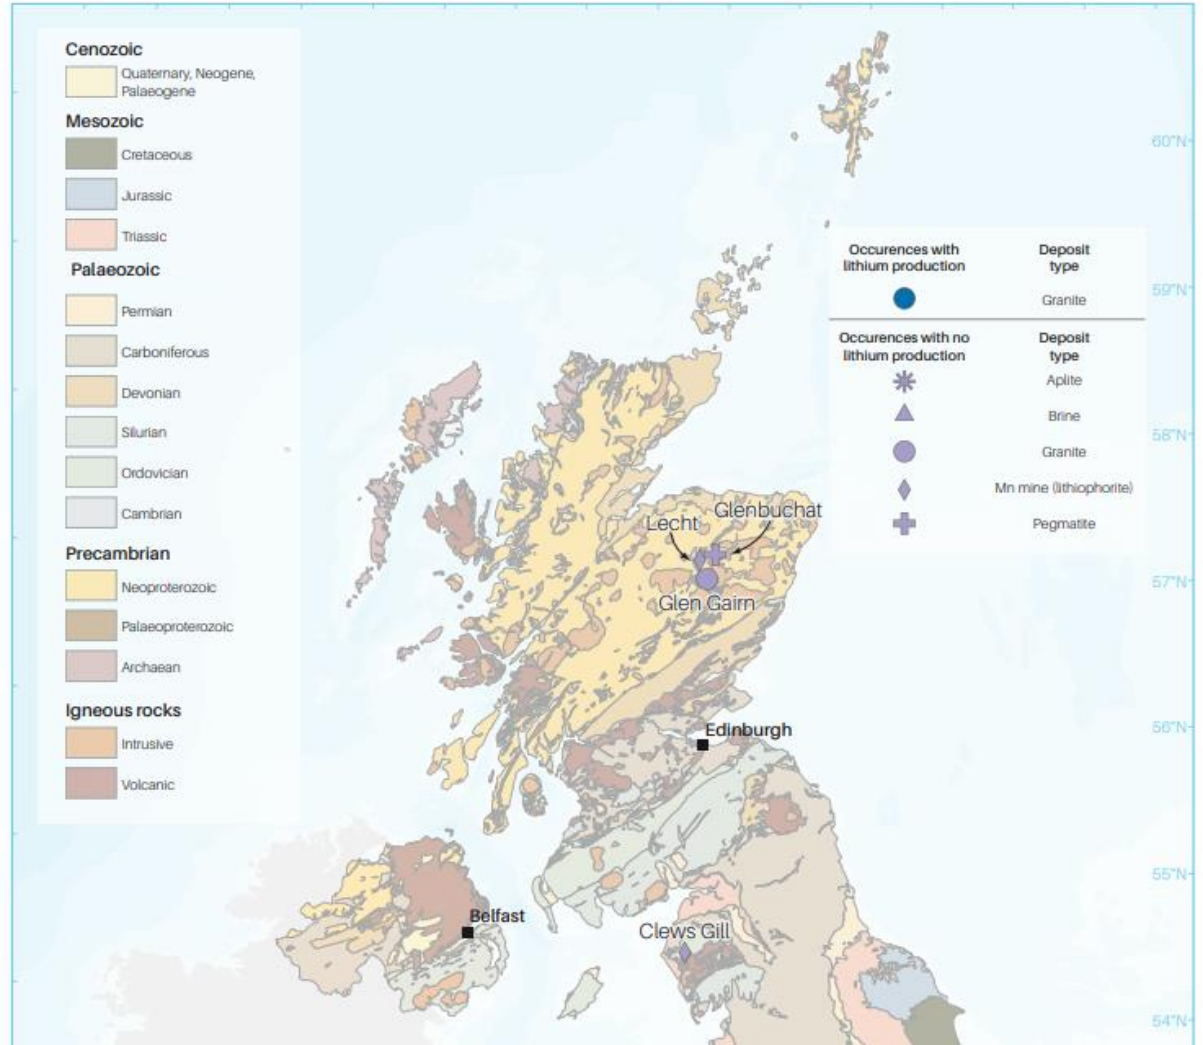 Cenozoic
Quaternary, Neogene,
Palaeogene
Mesozoic
Cretaceous
Jurassic
Triassic
Palaeozoic
Permian
Carboniferous
Devonian
Silurian
Ordovician
Cambrian
Precambrian
Neoproterozoic
Palaeoproterozoic
Archaean
Igneous rocks
Intrusive
Volcanic
Occurences with
lithium production
Deposit
type
Granite
Occurences with no
lithium production
Deposit
type
Aplite
Brine
Granite
Mn mine (lithiophorite)
Pegmatite
60°N
59°N
58°N
57°N
56°N
55°N
54°N
Lecht
Glenbuchat
Glen Gairn
Edinburgh
Belfast
Clews Gill